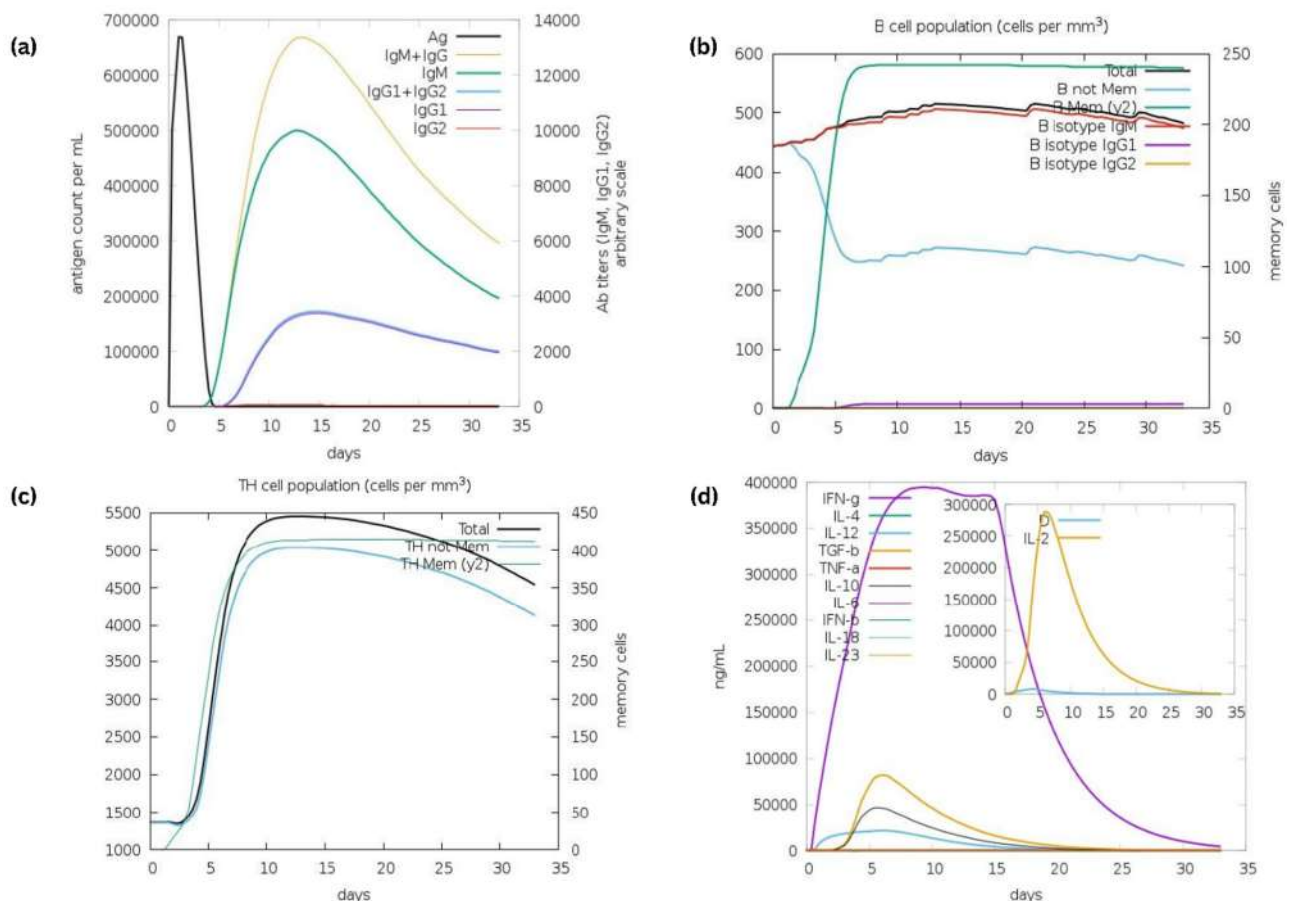 (a)
700000
600000
500000
400000
300000
200000
100000
0
antigen count per mL
Ag
IgM+IgG
IgM
IgG1+IgG2
IgG1
IgG2
14000
12000
10000
8000
6000
4000
2000
0
Ab titers (IgM, IgG1, IgG2)
arbitrary scale
0 5 10 15 20 25 30 35
days
(b)
B cell population (cells per mm³)
600
500
400
300
200
100
0
Total
B not Mem
B Mem (y2)
B isotype IgM
B isotype IgG1
B isotype IgG2
250
200
150
100
50
0
memory cells
0 5 10 15 20 25 30 35
days
(c)
TH cell population (cells per mm³)
5500
5000
4500
4000
3500
3000
2500
2000
1500
1000
Total
TH not Mem
TH Mem (y2)
450
400
350
300
250
200
150
100
50
0
memory cells
0 5 10 15 20 25 30 35
days
(d)
400000
350000
300000
250000
200000
150000
100000
50000
0
ng/mL
IFN-g
IL-4
IL-12
TGF-b
TNF-a
IL-10
IL-6
IFN-b
IL-18
IL-23
300000
250000
200000
150000
100000
50000
0
D
IL-2
0 5 10 15 20 25 30 35
0 5 10 15 20 25 30 35
days